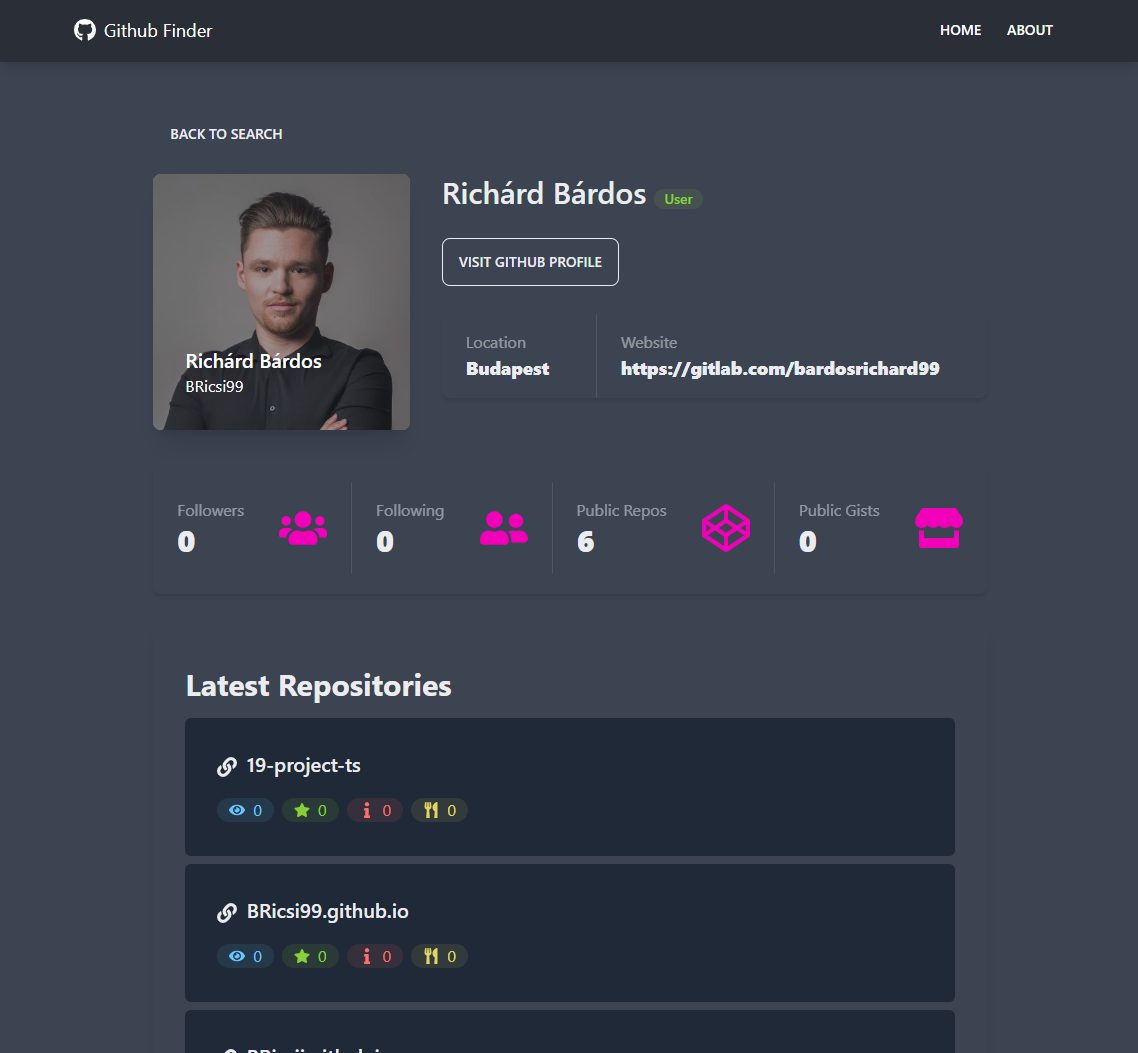 Github Finder
HOME
ABOUT
BACK TO SEARCH
Richárd Bárdos
BRicsi99
Richárd Bárdos User
VISIT GITHUB PROFILE
Location
Budapest
Website
https://gitlab.com/bardosrichard99
Followers
0
Following
0
Public Repos
6
Public Gists
0
Latest Repositories
19-project-ts
0 0 0 0
BRicsi99.github.io
0 0 0 0